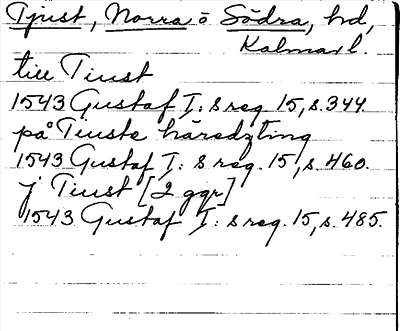 Tjust, Norra o Södra, hd,
Kalmar l.
till Tiust
1543 Gustaf I:s reg. 15, s. 344.
på Tiuste häredzting
1543 Gustaf I:s reg. 15, s. 460.
j Tiust [2 ggr]
1543 Gustaf I:s reg. 15, s. 485.